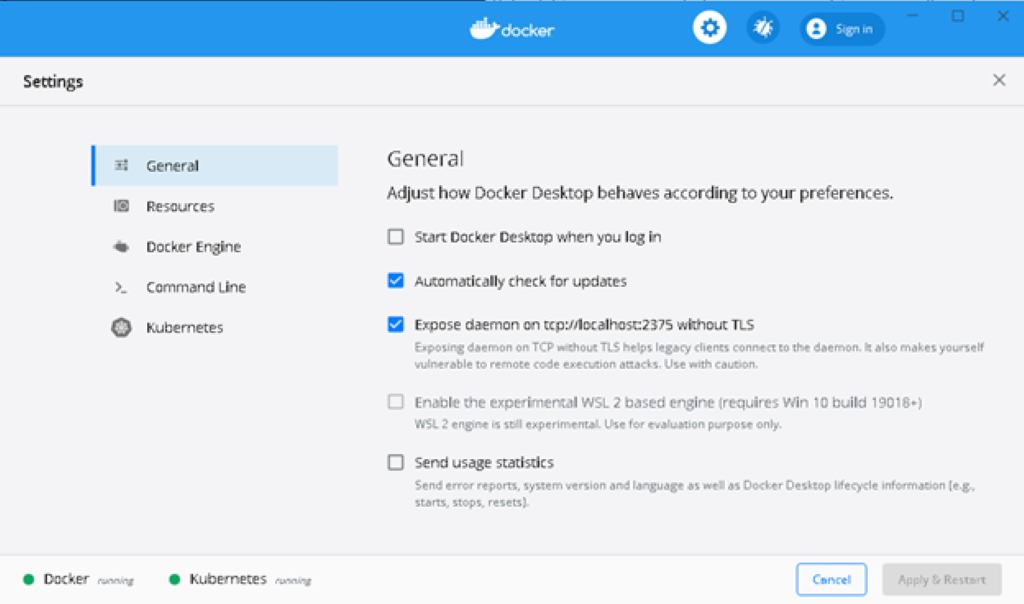 docker
Sign in
Settings
General
Resources
Docker Engine
Command Line
Kubernetes
General
Adjust how Docker Desktop behaves according to your preferences.
Start Docker Desktop when you log in
Automatically check for updates
Expose daemon on tcp://localhost:2375 without TLS
Exposing daemon on TCP without TLS helps legacy clients connect to the daemon. It also makes yourself
vulnerable to remote code execution attacks. Use with caution.
Enable the experimental WSL 2 based engine (requires Win 10 build 19018+)
WSL 2 engine is still experimental. Use for evaluation purpose only.
Send usage statistics
Send error reports, system version and language as well as Docker Desktop lifecycle information (e.g.,
starts, stops, resets).
Docker running
Kubernetes running
Cancel
Apply & Restart